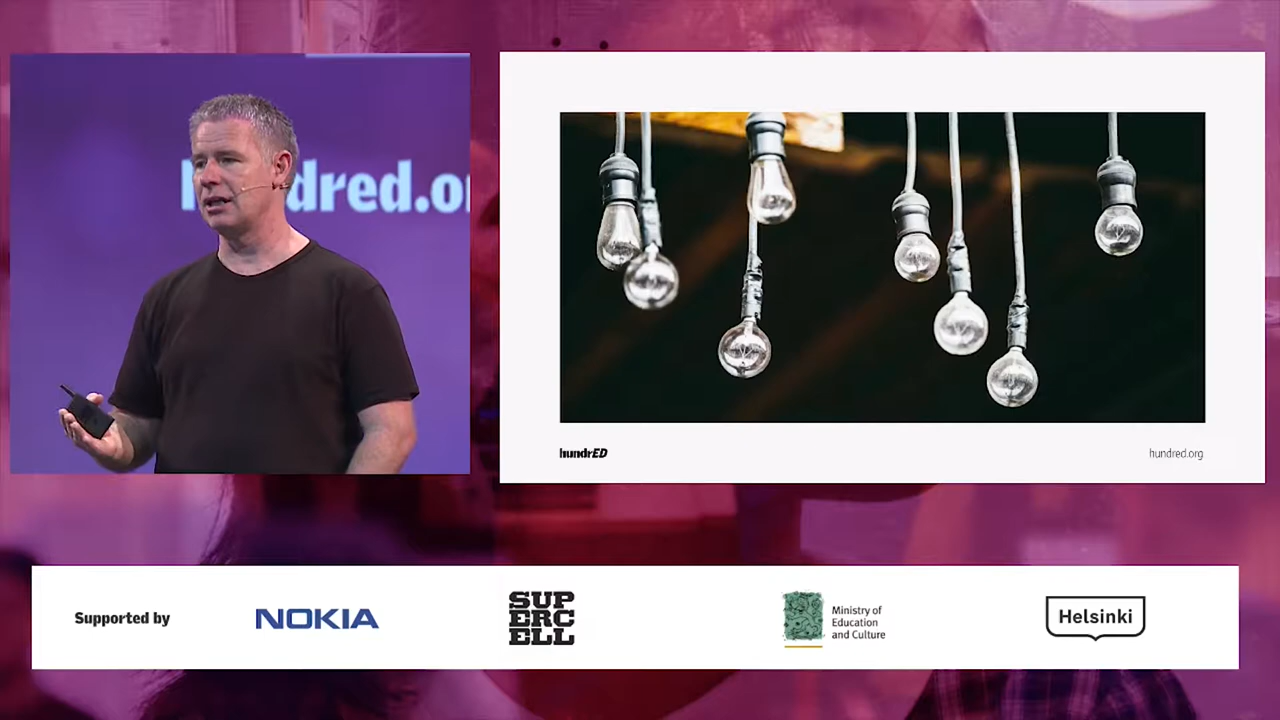 hundred.or
hundrED
hundred.org
Supported by
NOKIA
SUP
ERC
ELL
Ministry of
Education
and Culture
Helsinki